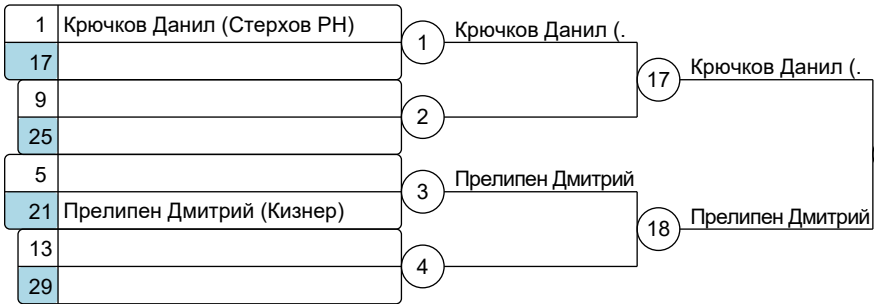 1 Крючков Данил (Стерхов РН)
17
9
25
5
21 Прелипен Дмитрий (Кизнер)
13
29
1
2
3
4
Крючков Данил (.
Прелипен Дмитрий
17
18
Крючков Данил (.
Прелипен Дмитрий